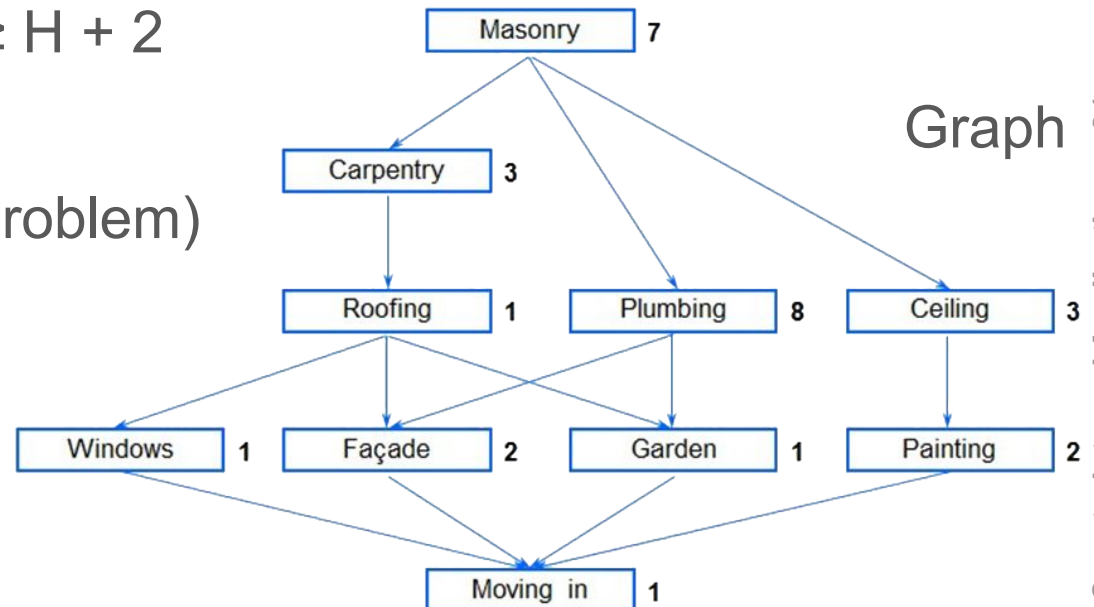 = H + 2
Masonry 7
Graph
Carpentry 3
roblem)
Roofing 1
Plumbing 8
Ceiling 3
Windows 1
Façade 2
Garden 1
Painting 2
Moving in 1